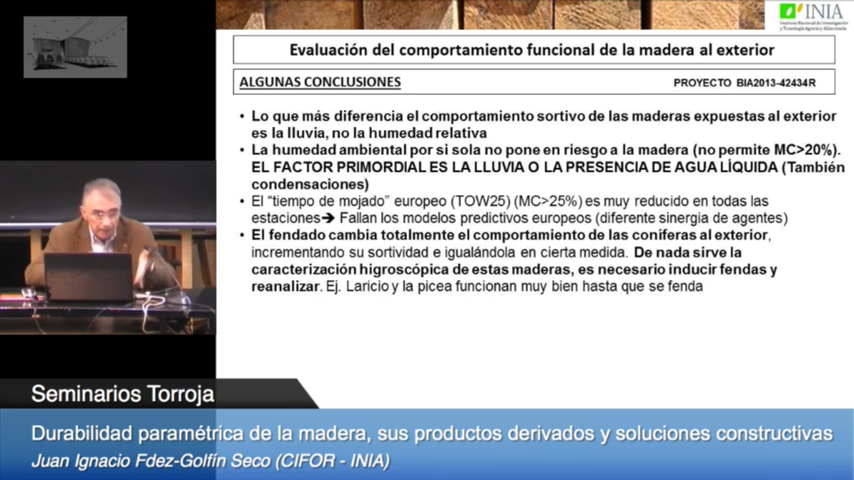 INIA
Instituto Nacional de Investigación
y Tecnología Agraria y Alimentaria
Evaluación del comportamiento funcional de la madera al exterior
ALGUNAS CONCLUSIONES
PROYECTO BIA2013-42434R
• Lo que más diferencia el comportamiento sortivo de las maderas expuestas al exterior
es la lluvia, no la humedad relativa
• La humedad ambiental por si sola no pone en riesgo a la madera (no permite MC>20%).
EL FACTOR PRIMORDIAL ES LA LLUVIA O LA PRESENCIA DE AGUA LÍQUIDA (También
condensaciones)
• El “tiempo de mojado” europeo (TOW25) (MC>25%) es muy reducido en todas las
estaciones➔ Fallan los modelos predictivos europeos (diferente sinergia de agentes)
• El fendado cambia totalmente el comportamiento de las coníferas al exterior,
incrementando su sortividad e igualándola en cierta medida. De nada sirve la
caracterización higroscópica de estas maderas, es necesario inducir fendas y
reanalizar. Ej. Laricio y la picea funcionan muy bien hasta que se fenda
Seminarios Torroja
Durabilidad paramétrica de la madera, sus productos derivados y soluciones constructivas
Juan Ignacio Fdez-Golfín Seco (CIFOR - INIA)